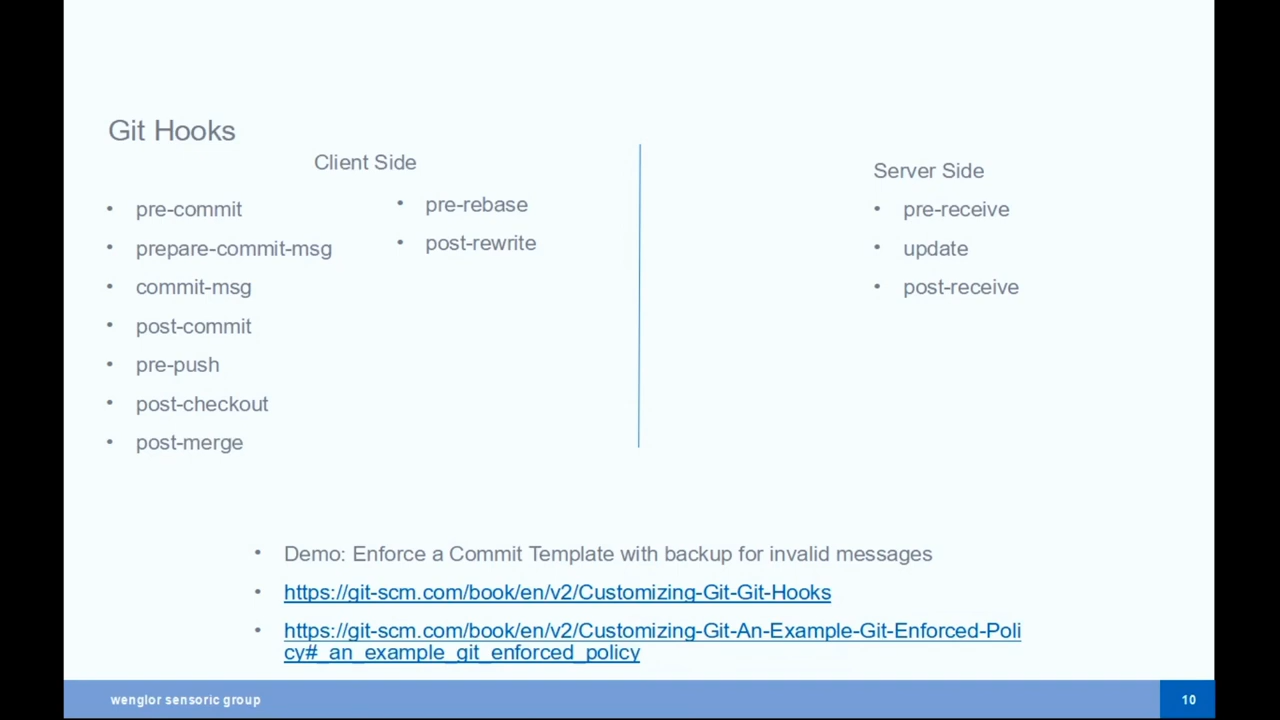 Git Hooks
Client Side
• pre-commit
• prepare-commit-msg
• commit-msg
• post-commit
• pre-push
• post-checkout
• post-merge
• pre-rebase
• post-rewrite
Server Side
• pre-receive
• update
• post-receive
• Demo: Enforce a Commit Template with backup for invalid messages
• https://git-scm.com/book/en/v2/Customizing-Git-Git-Hooks
• https://git-scm.com/book/en/v2/Customizing-Git-An-Example-Git-Enforced-Poli
cy#_an_example_git_enforced_policy
wenglor sensoric group
10